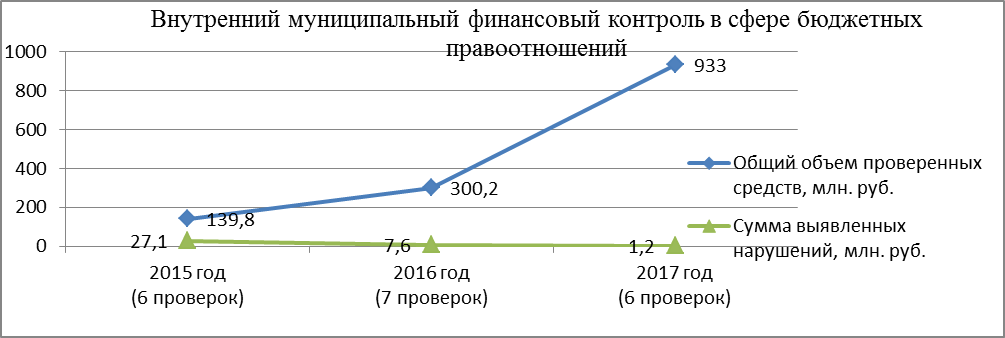 Внутренний муниципальный финансовый контроль в сфере бюджетных
правоотношений
1000
800
600
400
200
0
933
300,2
139,8
27,1
7,6
1,2
2015 год
(6 проверок)
2016 год
(7 проверок)
2017 год
(6 проверок)
Общий объем проверенных
средств, млн. руб.
Сумма выявленных
нарушений, млн. руб.